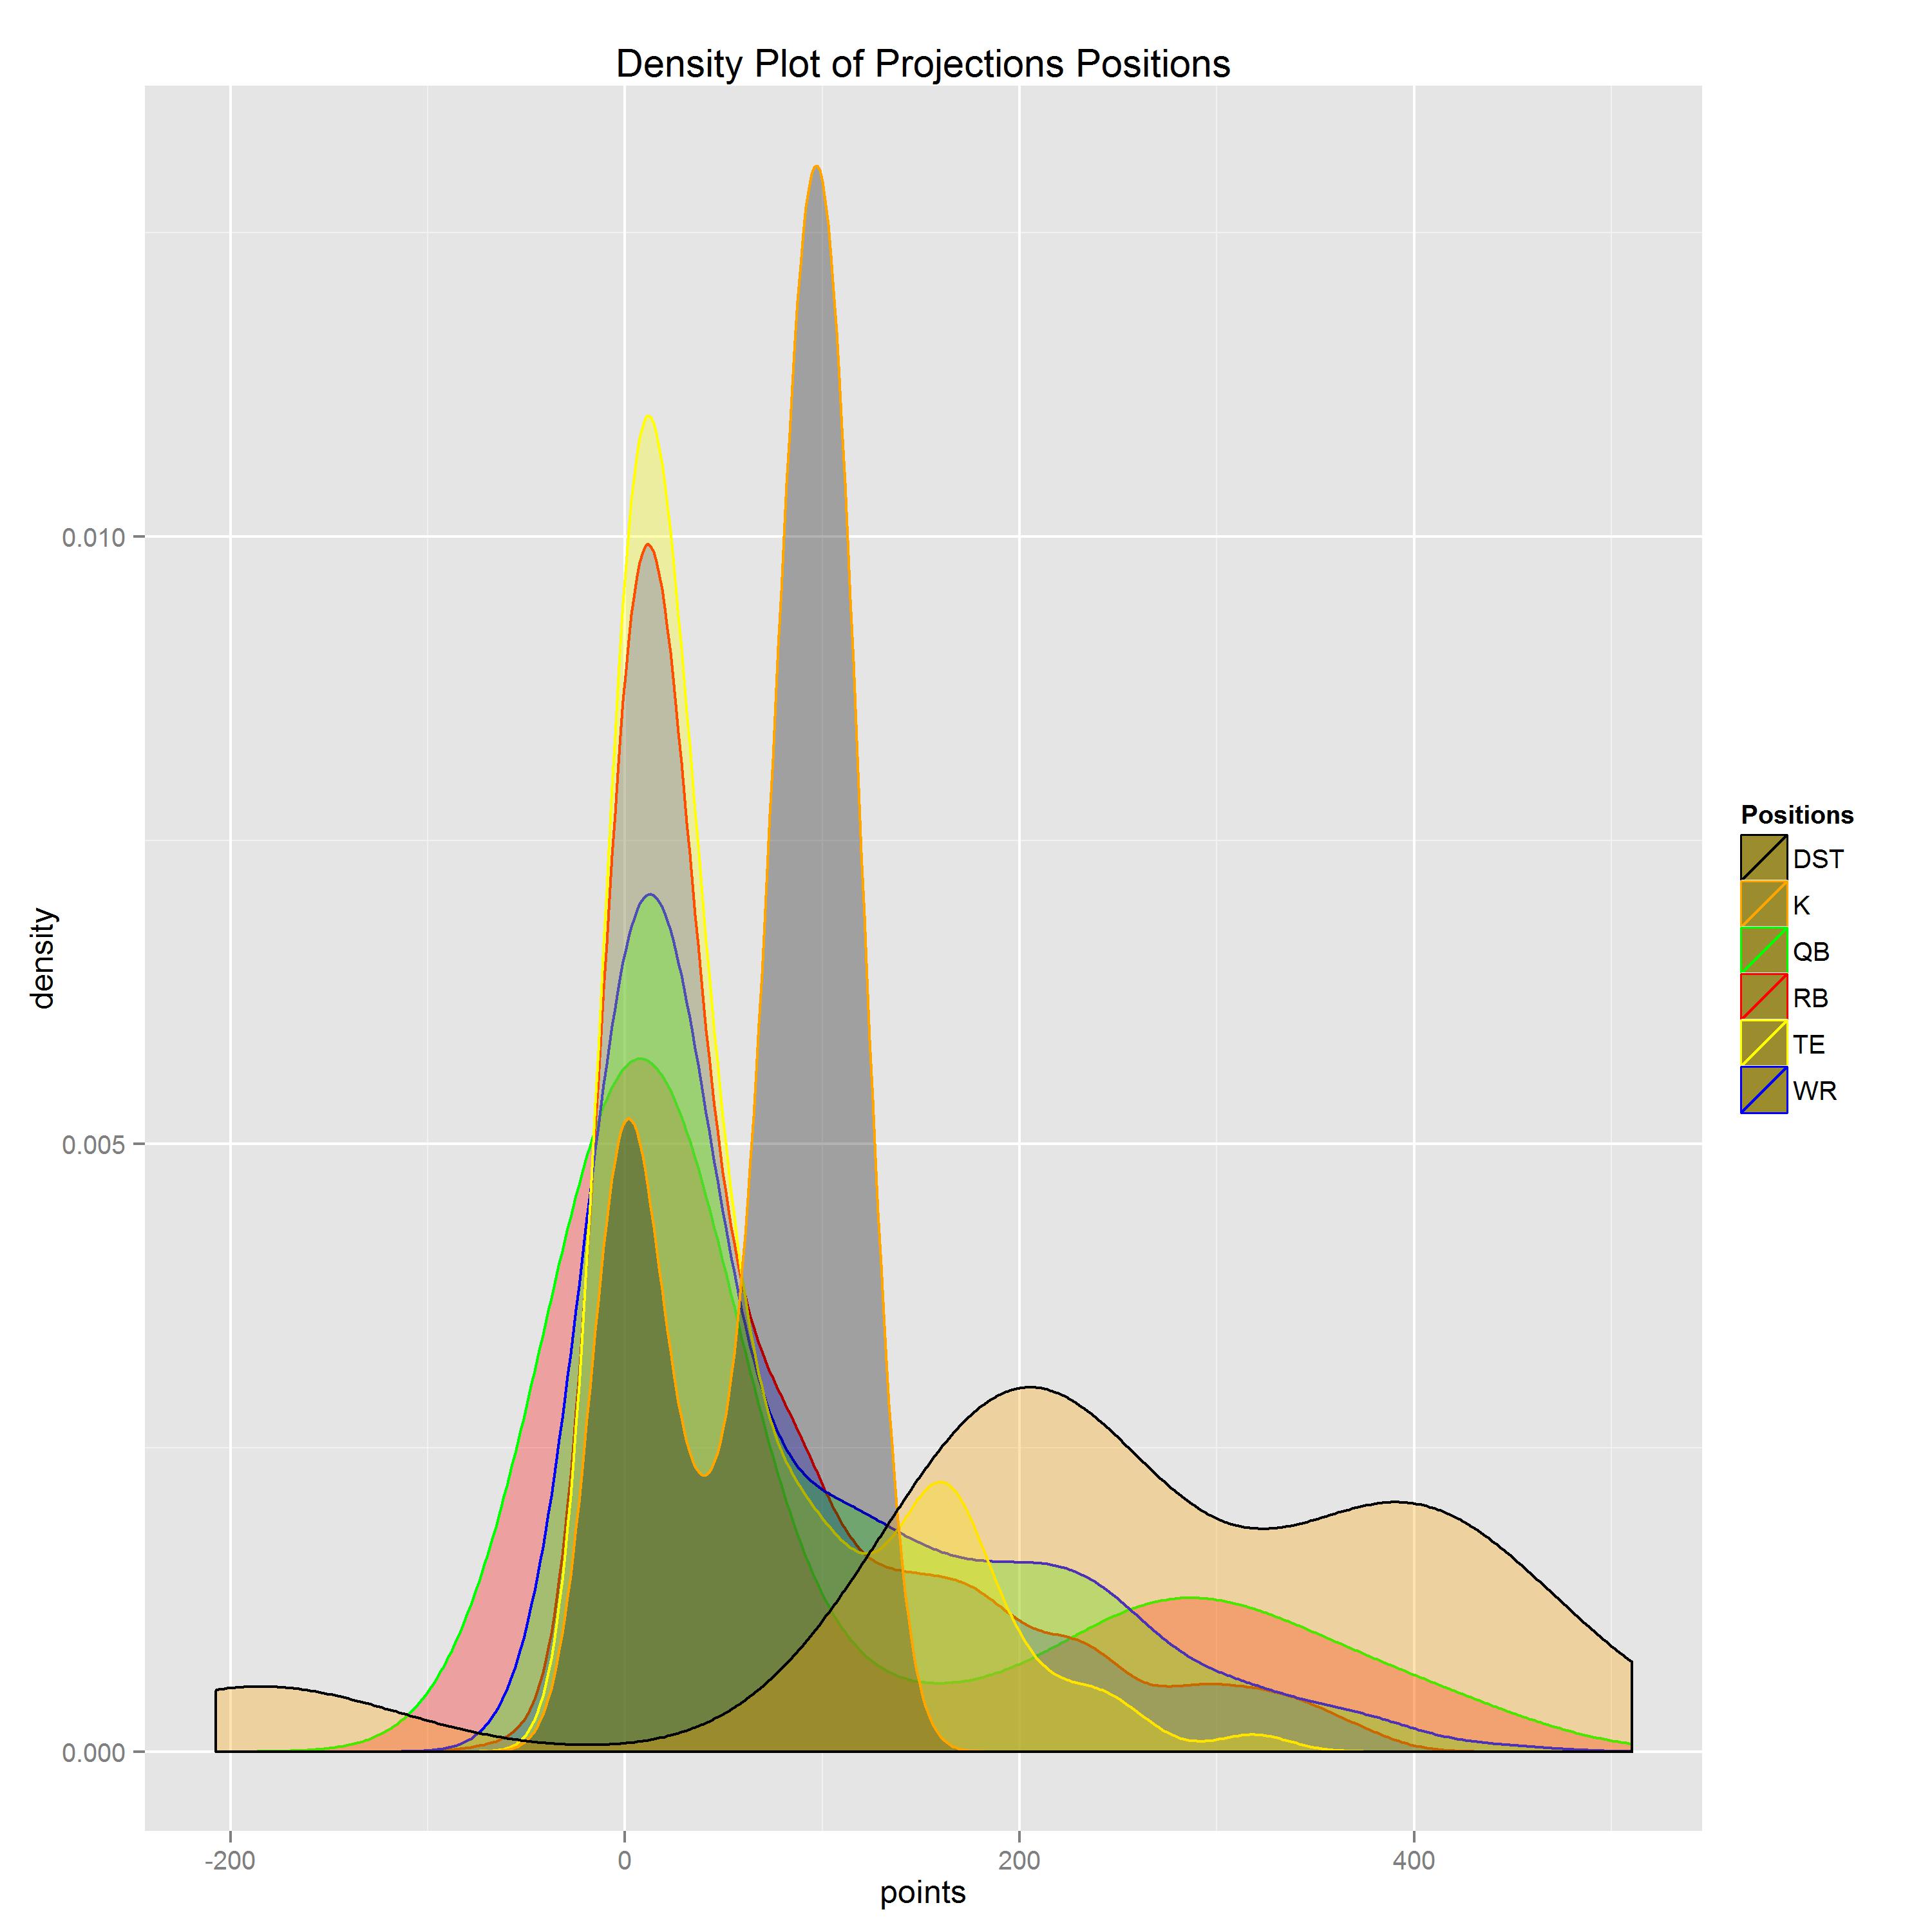 Density Plot of Projections Positions
0.010
0.005
0.000
density
-200 0 200 400
points
Positions
DST
K
QB
RB
TE
WR